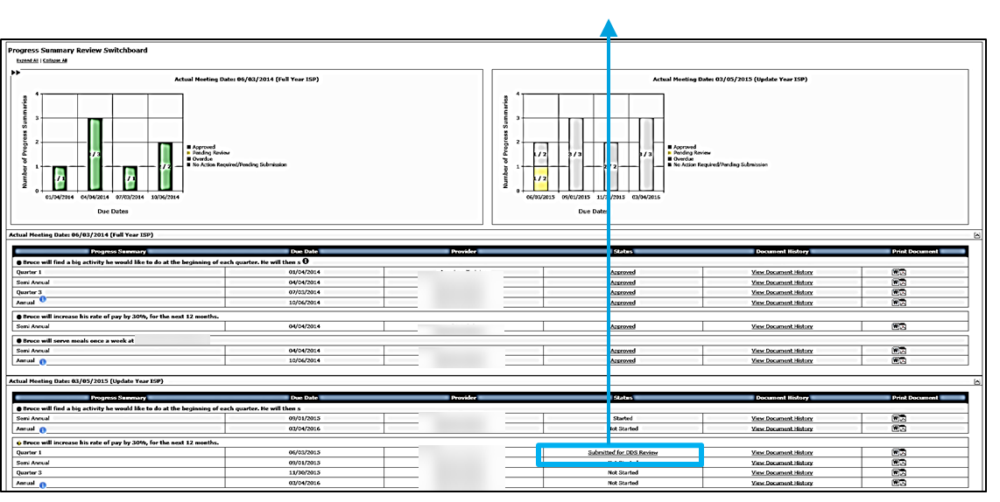 Progress Summary Review Switchboard
Expand All | Collapse All
Actual Meeting Date: 06/03/2014 (Full Year ISP)
Number of Progress Summaries
4
3
2
1
0
/ 1
/ 3
/ 1
/ 2
01/04/2014 04/04/2014 07/03/2014 10/06/2014
Due Dates
Approved
Pending Review
Overdue
No Action Required/Pending Submission
Actual Meeting Date: 03/05/2015 (Update Year ISP)
Number of Progress Summaries
4
3
2
1
0
1 / 2
1 / 2
3 / 3
/ 2
/ 3
06/03/2015 09/01/2015 11/30/2015 03/04/2016
Due Dates
Approved
Pending Review
Overdue
No Action Required/Pending Submission
Actual Meeting Date: 06/03/2014 (Full Year ISP)
Progress Summary Due Date Provider Status Document History Print Document
Bruce will find a big activity he would like to do at the beginning of each quarter. He will then s
Quarter 1 01/04/2014 Approved View Document History
Semi Annual 04/04/2014 Approved View Document History
Quarter 3 07/03/2014 Approved View Document History
Annual 10/06/2014 Approved View Document History
Bruce will increase his rate of pay by 30%, for the next 12 months.
Semi Annual 04/04/2014 Approved View Document History
Bruce will serve meals once a week at
Semi Annual 04/04/2014 Approved View Document History
Annual 10/06/2014 Approved View Document History
Actual Meeting Date: 03/05/2015 (Update Year ISP)
Progress Summary Due Date Provider Status Document History Print Document
Bruce will find a big activity he would like to do at the beginning of each quarter. He will then s
Semi Annual 09/01/2015 Started View Document History
Annual 03/04/2016 Not Started View Document History
Bruce will increase his rate of pay by 30%, for the next 12 months.
Quarter 1 06/03/2015 Submitted for DDS Review View Document History
Semi Annual 09/01/2015 Not Started View Document History
Quarter 3 11/30/2015 Not Started View Document History
Annual 03/04/2016 Not Started View Document History